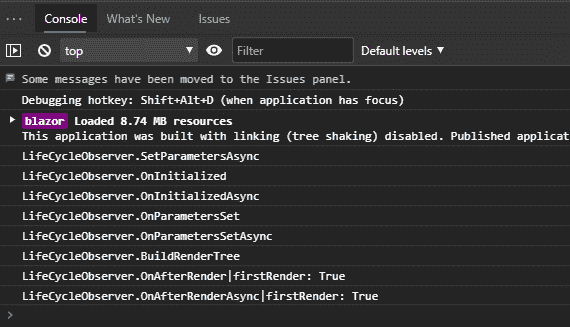 Console What's New Issues
top Filter Default levels
Some messages have been moved to the Issues panel.
Debugging hotkey: Shift+Alt+D (when application has focus)
blazor Loaded 8.74 MB resources
This application was built with linking (tree shaking) disabled. Published applicat
LifeCycleObserver.SetParametersAsync
LifeCycleObserver.OnInitialized
LifeCycleObserver.OnInitializedAsync
LifeCycleObserver.OnParametersSet
LifeCycleObserver.OnParametersSetAsync
LifeCycleObserver.BuildRenderTree
LifeCycleObserver.OnAfterRender|firstRender: True
LifeCycleObserver.OnAfterRenderAsync|firstRender: True